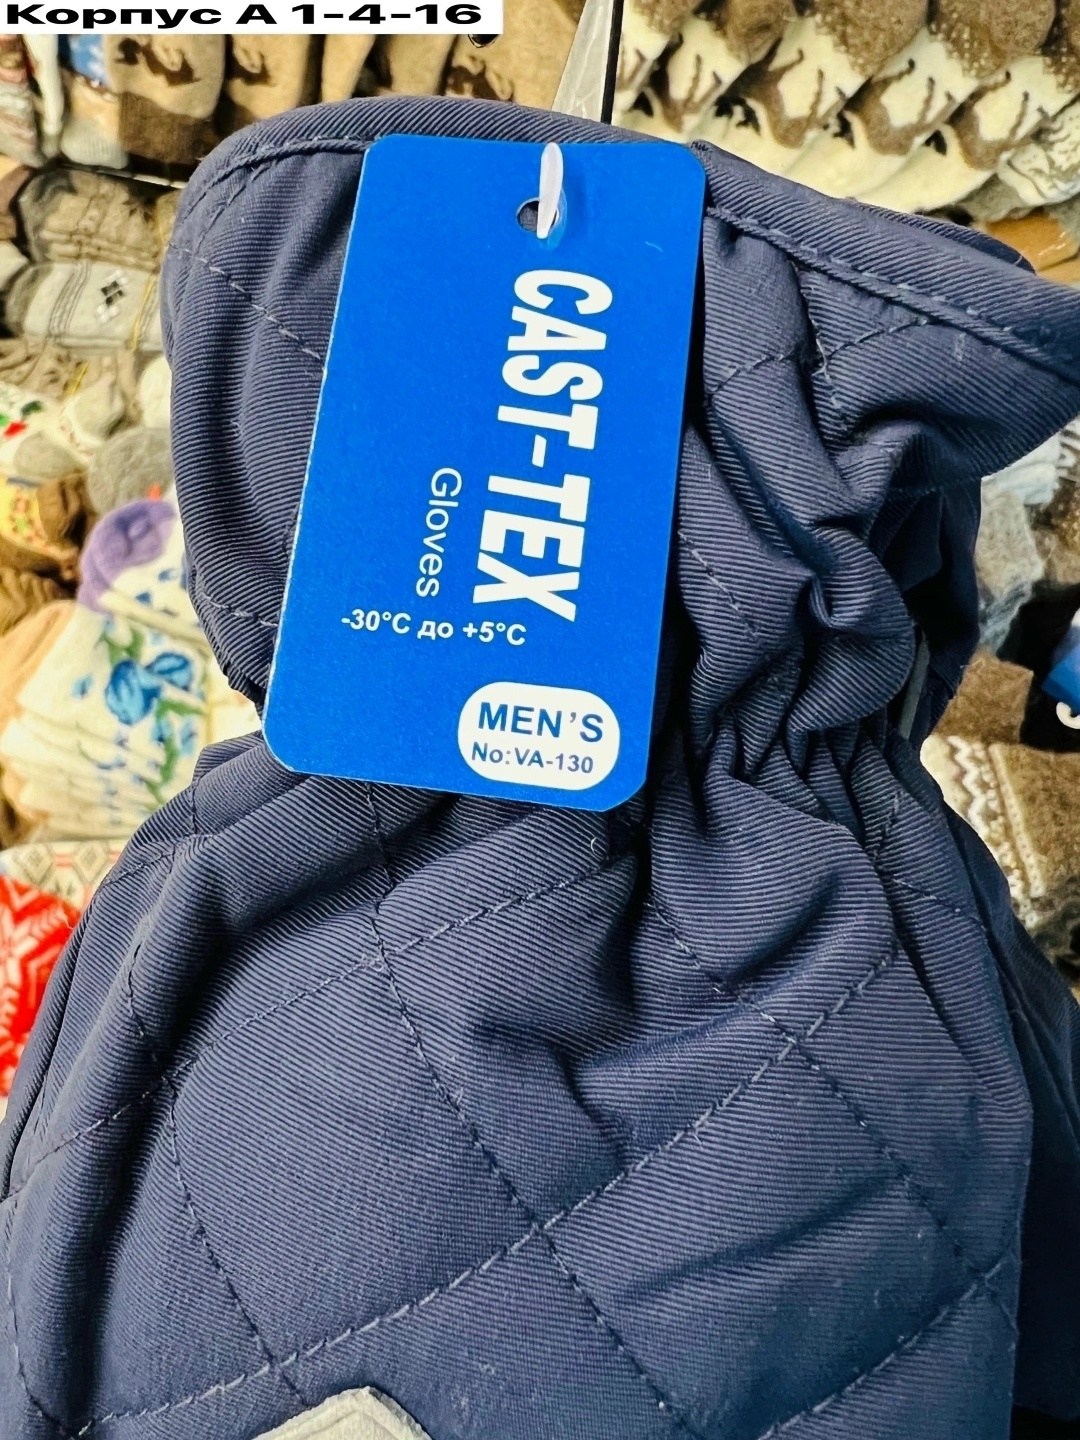 Корпус А 1-4-16
CAST-TEX
Gloves
-30°C до +5°C
MEN'S
No:VA-130